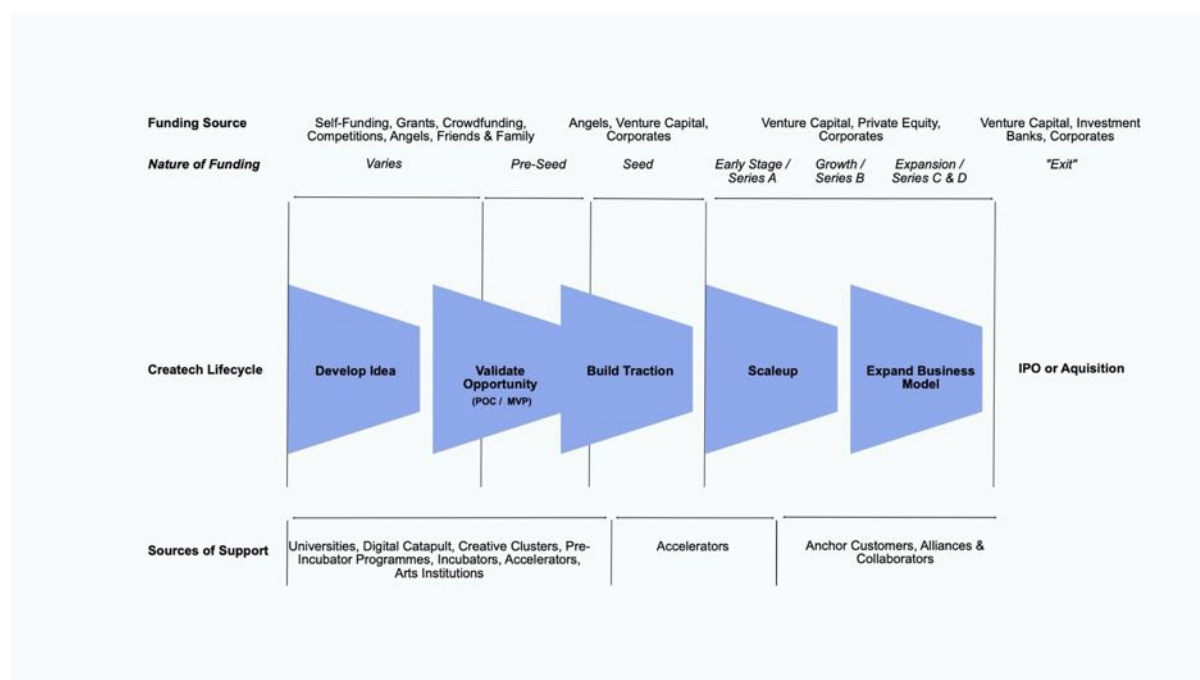 Funding Source
Self-Funding, Grants, Crowdfunding,
Competitions, Angels, Friends & Family
Angels, Venture Capital,
Corporates
Venture Capital, Private Equity,
Corporates
Venture Capital, Investment
Banks, Corporates
Nature of Funding
Varies
Pre-Seed
Seed
Early Stage /
Series A
Growth /
Series B
Expansion /
Series C & D
"Exit"
Createch Lifecycle
Develop Idea
Validate
Opportunity
(POC / MVP)
Build Traction
Scaleup
Expand Business
Model
IPO or Aquisition
Sources of Support
Universities, Digital Catapult, Creative Clusters, Pre-
Incubator Programmes, Incubators, Accelerators,
Arts Institutions
Accelerators
Anchor Customers, Alliances &
Collaborators